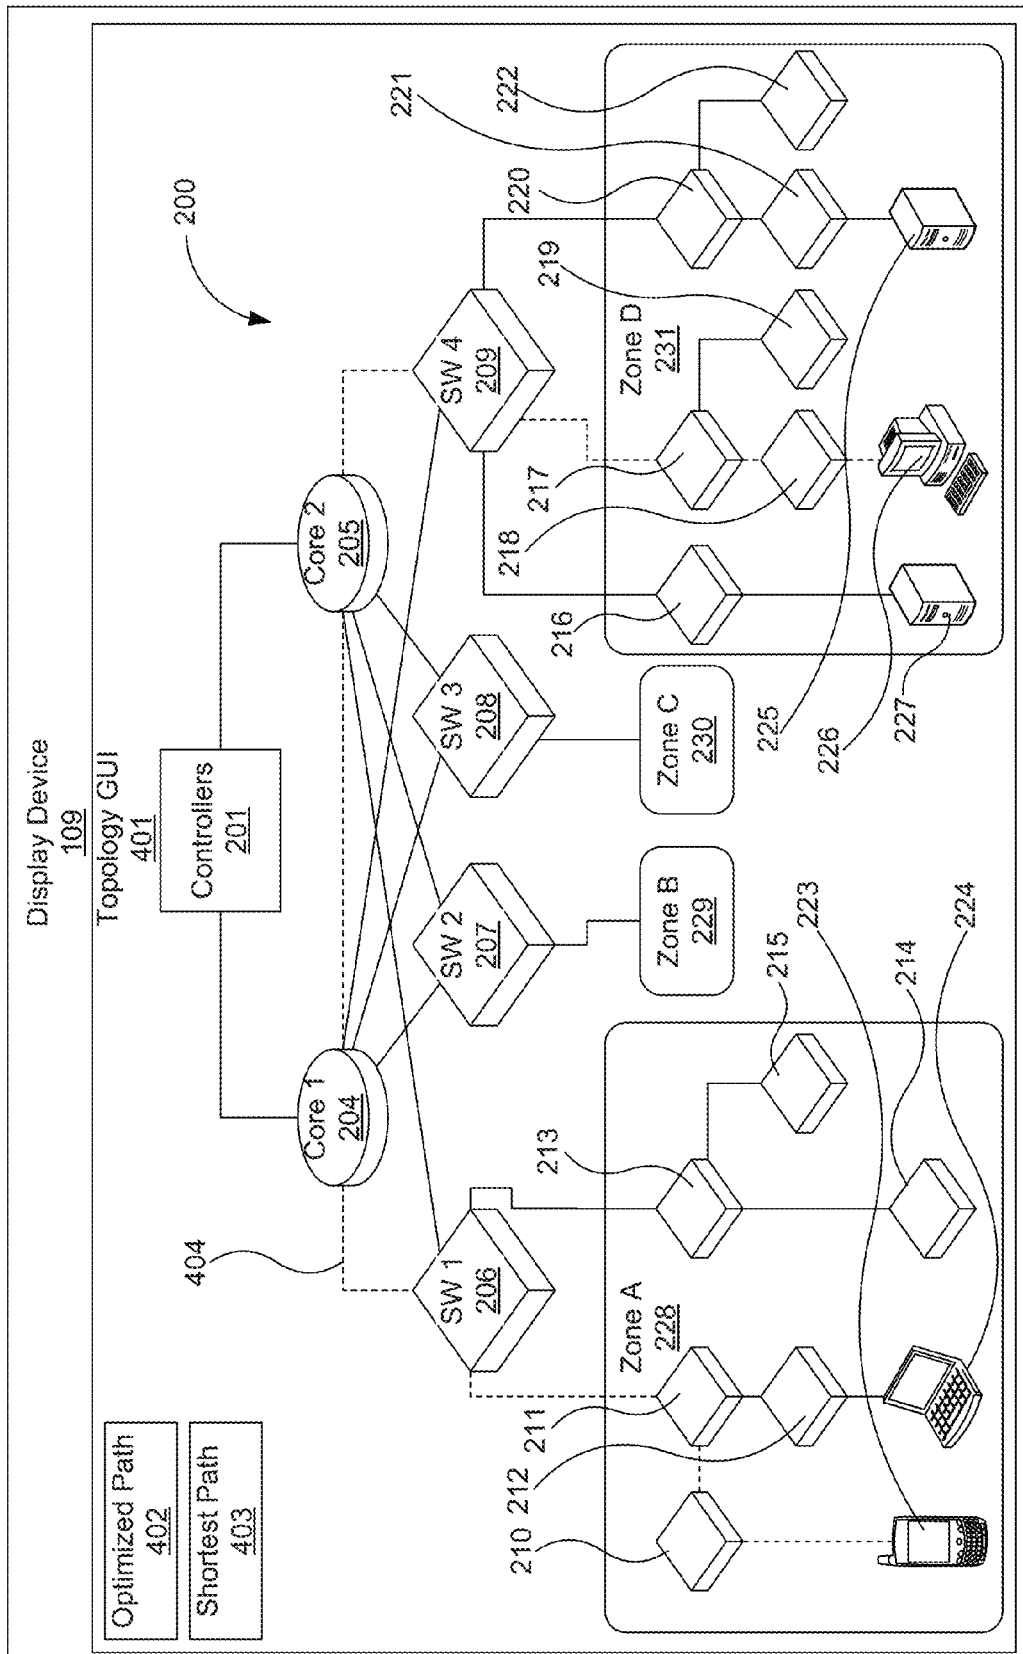 Display Device
109
Topology GUI
401
Optimized Path
402
Shortest Path
403
Controllers
201
200
Core 1
204
Core 2
205
404
SW 1
206
SW 2
207
SW 3
208
SW 4
209
Zone A
228
210
211
212
213
215
214
223
224
Zone B
229
Zone C
230
Zone D
231
216
217
218
219
220
221
222
225
226
227